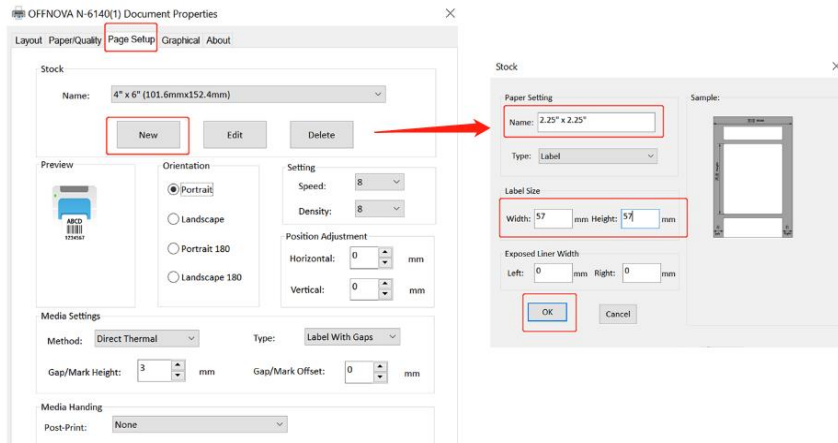 OFFNOVA N-6140(1) Document Properties
Layout Paper/Quality Page Setup Graphical About
Stock
Name: 4" x 6" (101.6mmx152.4mm)
New Edit Delete
Preview
ABCD
1234567
Orientation
Portrait
Landscape
Portrait 180
Landscape 180
Setting
Speed: 8
Density: 8
Position Adjustment
Horizontal: 0 mm
Vertical: 0 mm
Media Settings
Method: Direct Thermal Type: Label With Gaps
Gap/Mark Height: 3 mm Gap/Mark Offset: 0 mm
Media Handing
Post-Print: None
Stock
Paper Setting
Name: 2.25" x 2.25"
Type: Label
Label Size
Width: 57 mm Height: 57 mm
Exposed Liner Width
Left: 0 mm Right: 0 mm
OK Cancel
Sample: